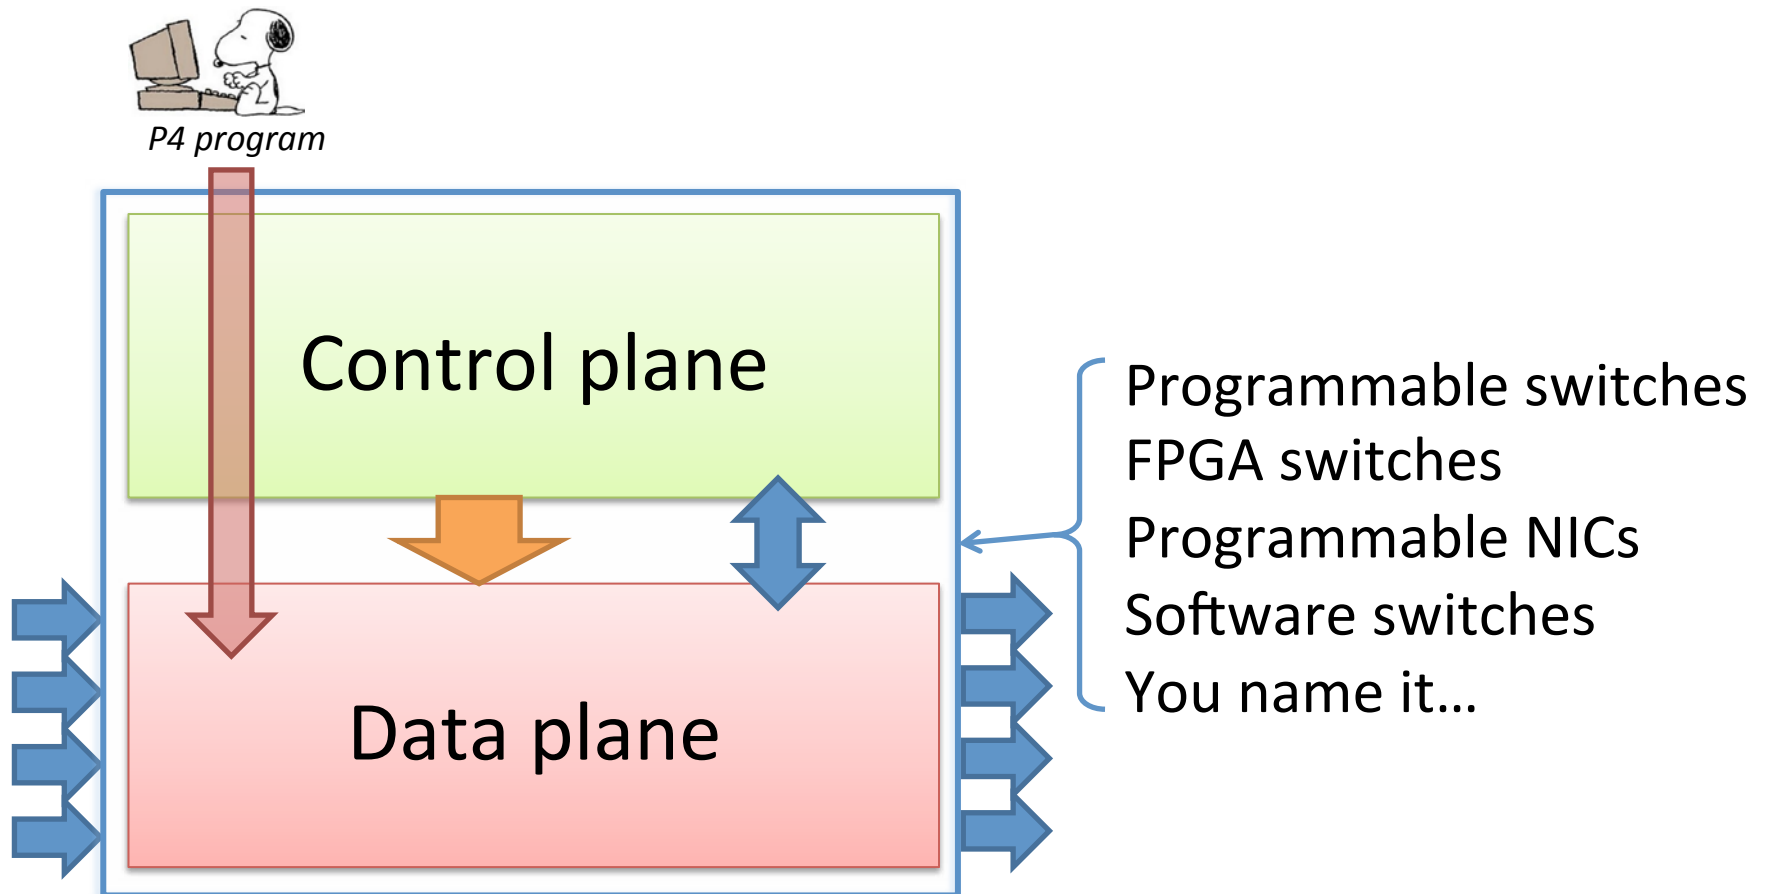 P4 program
Control plane
Data plane
Programmable switches
FPGA switches
Programmable NICs
Software switches
You name it…